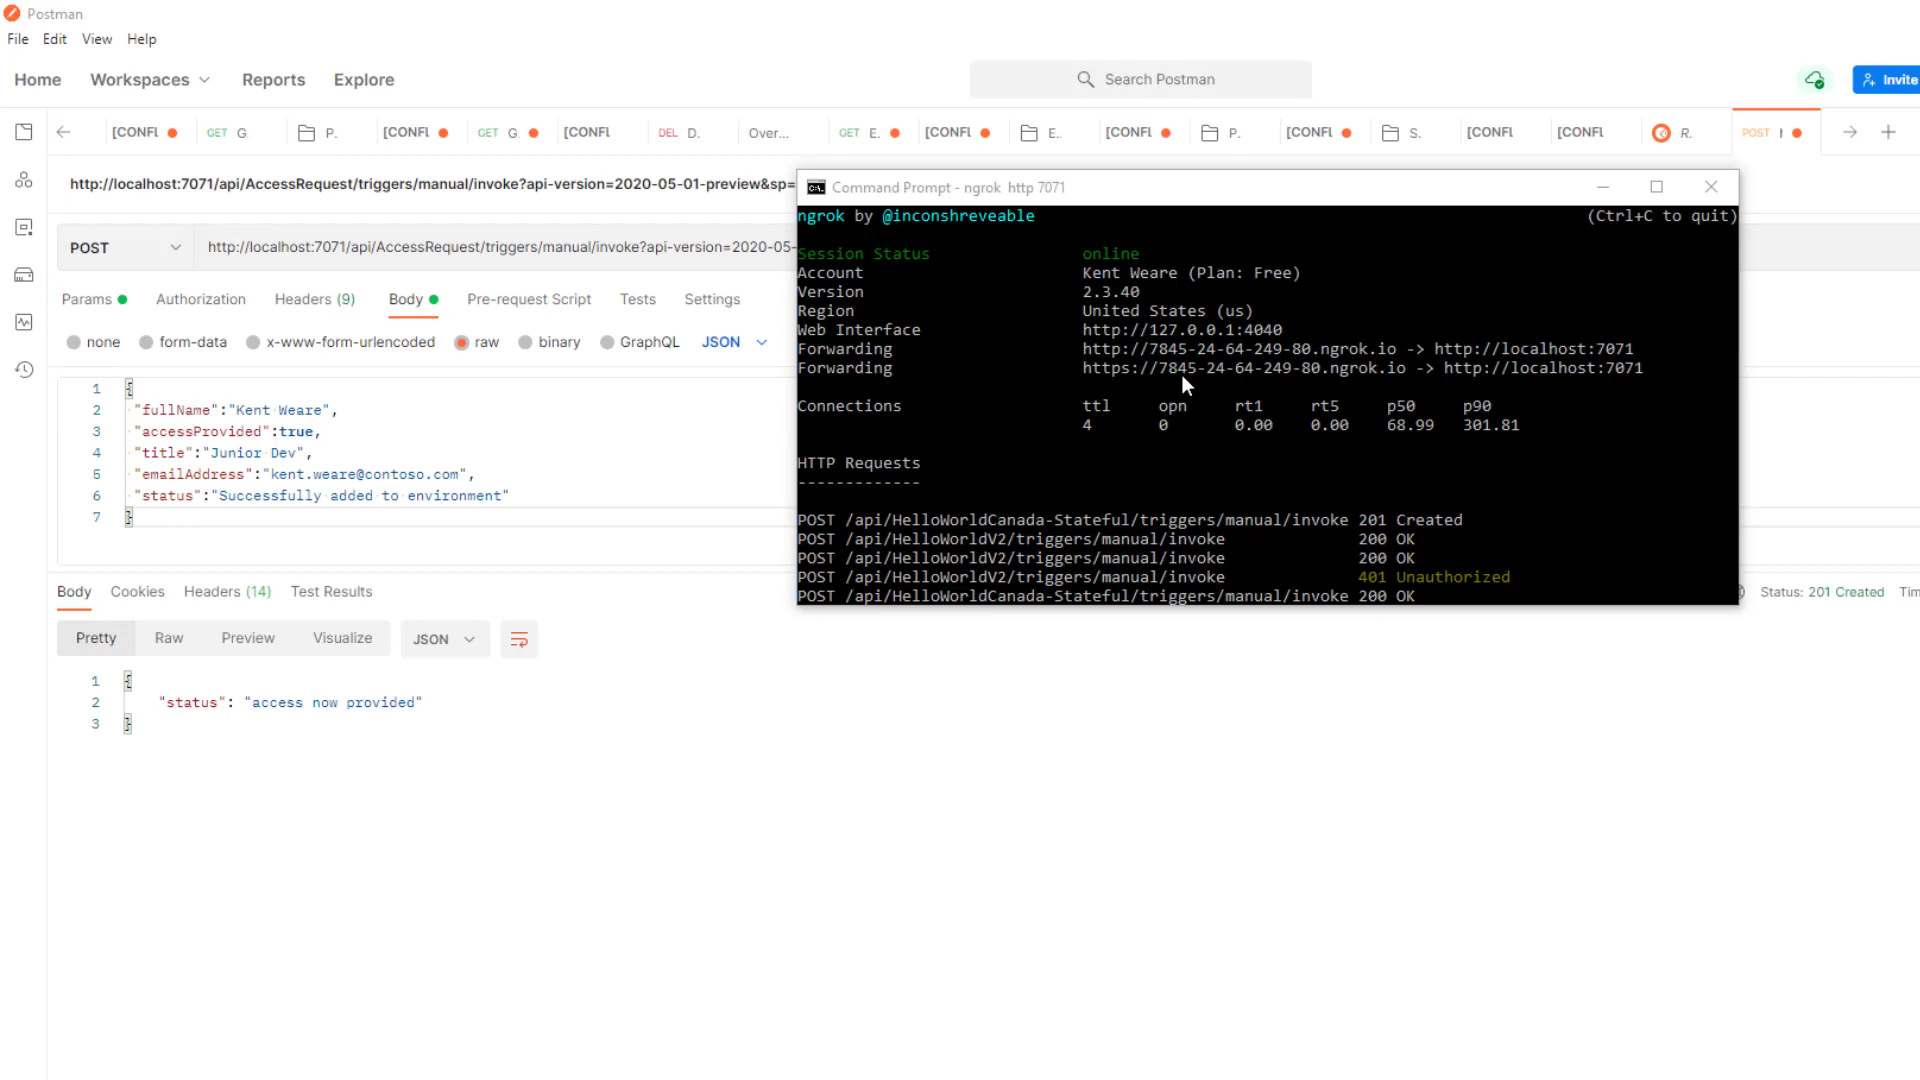 Postman
File Edit View Help
Home Workspaces Reports Explore Search Postman Invite
[CONFL GET G. P. [CONFL GET G. [CONFL DEL D. Over... GET E. [CONFL E. [CONFL P. [CONFL S. [CONFL [CONFL R. POST
http://localhost:7071/api/AccessRequest/triggers/manual/invoke?api-version=2020-05-01-preview&sp=
POST http://localhost:7071/api/AccessRequest/triggers/manual/invoke?api-version=2020-05-
Params Authorization Headers (9) Body Pre-request Script Tests Settings
none form-data x-www-form-urlencoded raw binary GraphQL JSON
1 {
2 "fullName":"Kent Weare",
3 "accessProvided":true,
4 "title":"Junior Dev",
5 "emailAddress":"kent.weare@contoso.com",
6 "status":"Successfully added to environment"
7 }
Command Prompt - ngrok http 7071
ngrok by @inconshreveable (Ctrl+C to quit)
Session Status online
Account Kent Weare (Plan: Free)
Version 2.3.40
Region United States (us)
Web Interface http://127.0.0.1:4040
Forwarding http://7845-24-64-249-80.ngrok.io -> http://localhost:7071
Forwarding https://7845-24-64-249-80.ngrok.io -> http://localhost:7071
Connections ttl opn rt1 rt5 p50 p90
4 0 0.00 0.00 68.99 301.81
HTTP Requests
-------------
POST /api/HelloWorldCanada-Stateful/triggers/manual/invoke 201 Created
POST /api/HelloWorldV2/triggers/manual/invoke 200 OK
POST /api/HelloWorldV2/triggers/manual/invoke 200 OK
POST /api/HelloWorldV2/triggers/manual/invoke 401 Unauthorized
POST /api/HelloWorldCanada-Stateful/triggers/manual/invoke 200 OK
Body Cookies Headers (14) Test Results Status: 201 Created Tim
Pretty Raw Preview Visualize JSON
1 {
2 "status": "access now provided"
3 }